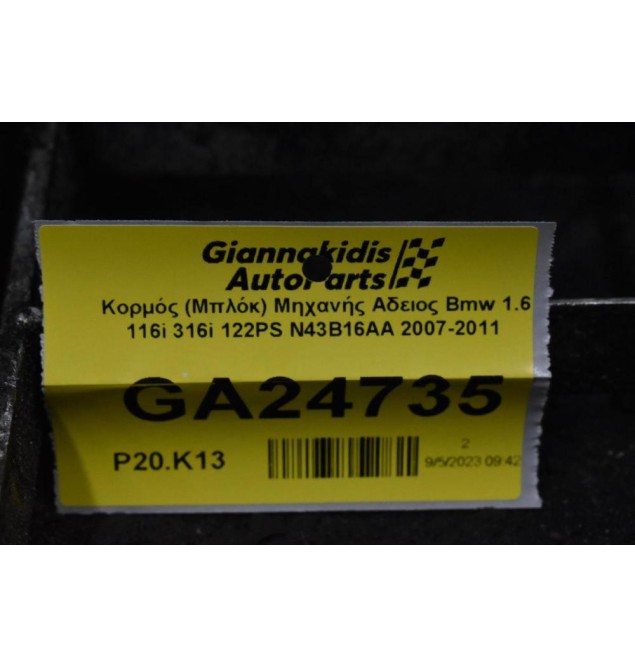 Giannakidis
AutoParts
Κορμός (Μπλόκ) Μηχανής Αδειος Bmw 1.6
116i 316i 122PS N43B16AA 2007-2011
GA24735
P20.K13
2
9/5/2023 09:42